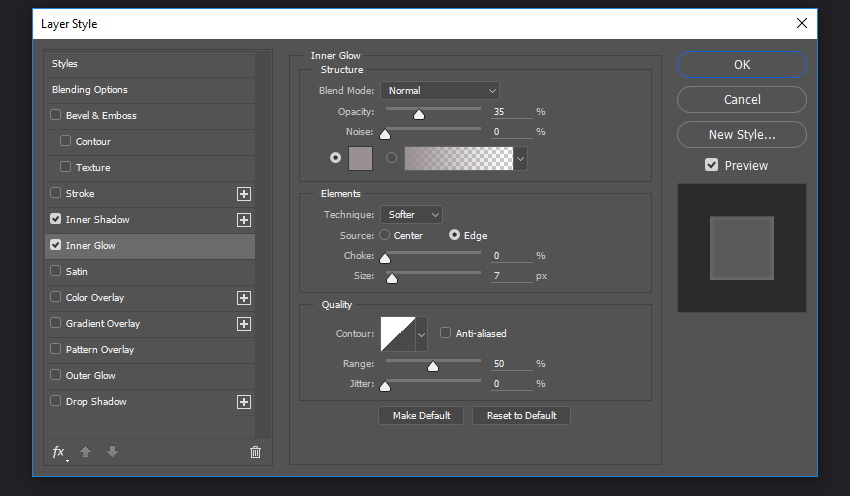 Layer Style
Styles
Blending Options
Bevel & Emboss
Contour
Texture
Stroke
Inner Shadow
Inner Glow
Satin
Color Overlay
Gradient Overlay
Pattern Overlay
Outer Glow
Drop Shadow
fx
Inner Glow
Structure
Blend Mode: Normal
Opacity: 35 %
Noise: 0 %
Elements
Technique: Softer
Source: Center Edge
Choke: 0 %
Size: 7 px
Quality
Contour: Anti-aliased
Range: 50 %
Jitter: 0 %
Make Default Reset to Default
OK
Cancel
New Style...
Preview